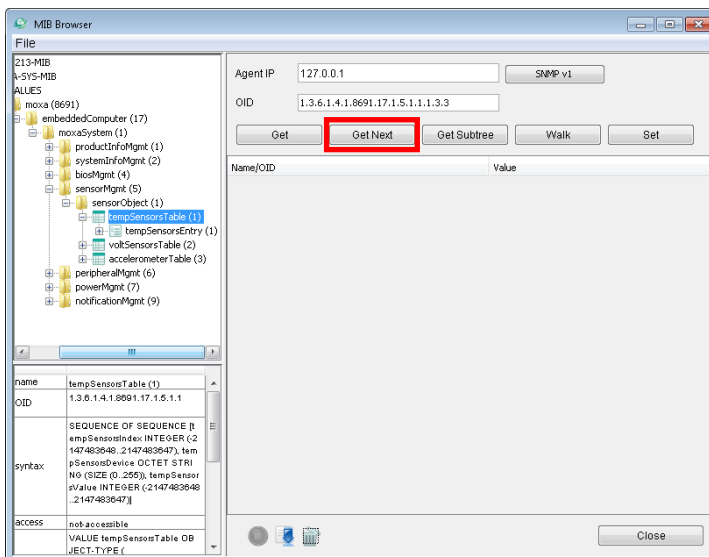 MIB Browser
File
213-MIB
A-SYS-MIB
ALUES
moxa (8691)
embeddedComputer (17)
moxaSystem (1)
productInfoMgmt (1)
systemInfoMgmt (2)
biosMgmt (4)
sensorMgmt (5)
sensorObject (1)
tempSensorsTable (1)
tempSensorsEntry (1)
voltSensorsTable (2)
accelerometerTable (3)
peripheralMgmt (6)
powerMgmt (7)
notificationMgmt (9)
name tempSensorsTable (1)
OID 1.3.6.1.4.1.8691.17.1.5.1.1
syntax SEQUENCE OF SEQUENCE [t
empSensorsIndex INTEGER (-2
147483648..2147483647), tem
pSensorsDevice OCTET STRI
NG (SIZE (0..255)), tempSensor
sValue INTEGER (-2147483648
..2147483647)]
access not-accessible
VALUE tempSensorsTable OB
JECT-TYPE (
Agent IP 127.0.0.1 SNMP v1
OID 1.3.6.1.4.1.8691.17.1.5.1.1.1.3.3
Get Get Next Get Subtree Walk Set
Name/OID Value
Close